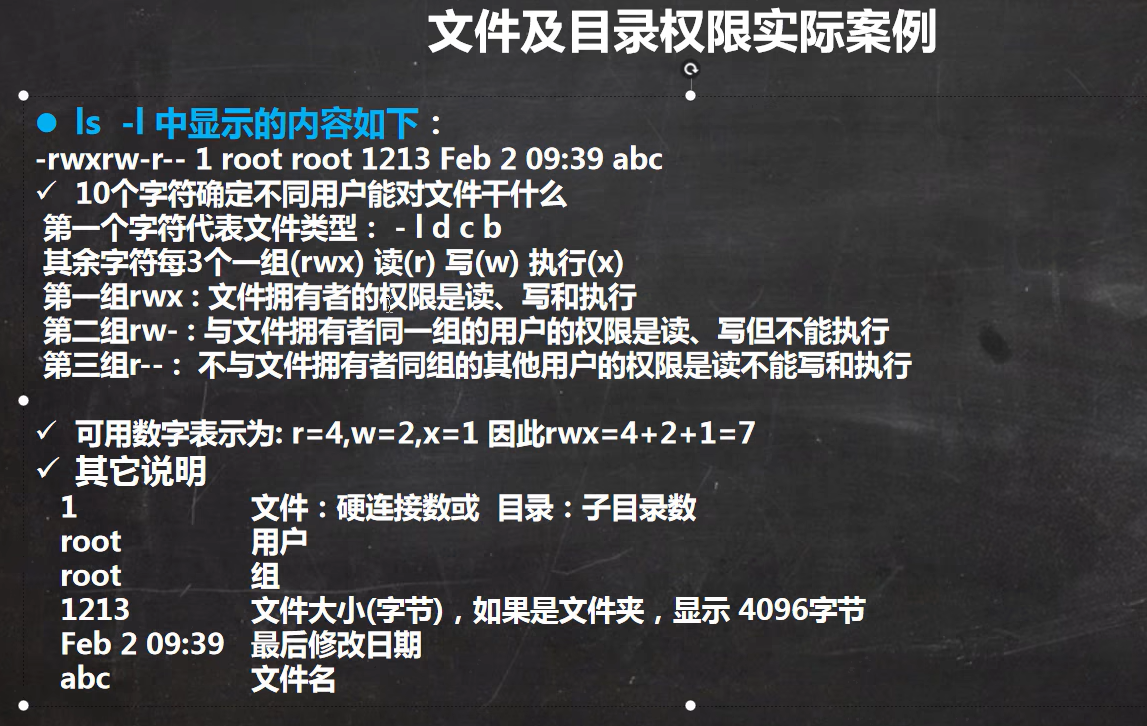 文件及目录权限实际案例
● ls -l 中显示的内容如下：
-rwxrw-r-- 1 root root 1213 Feb 2 09:39 abc
✓ 10个字符确定不同用户能对文件干什么
第一个字符代表文件类型： - l d c b
其余字符每3个一组(rwx) 读(r) 写(w) 执行(x)
第一组rwx : 文件拥有者的权限是读、写和执行
第二组rw- : 与文件拥有者同一组的用户的权限是读、写但不能执行
第三组r-- : 不与文件拥有者同组的其他用户的权限是读不能写和执行
✓ 可用数字表示为: r=4,w=2,x=1 因此rwx=4+2+1=7
✓ 其它说明
1 文件：硬连接数或 目录：子目录数
root 用户
root 组
1213 文件大小(字节)，如果是文件夹，显示 4096字节
Feb 2 09:39 最后修改日期
abc 文件名